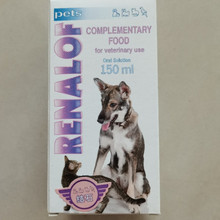 pets
RENALOF
COMPLEMENTARY
FOOD
for veterinary use
Oral Solution
150 ml